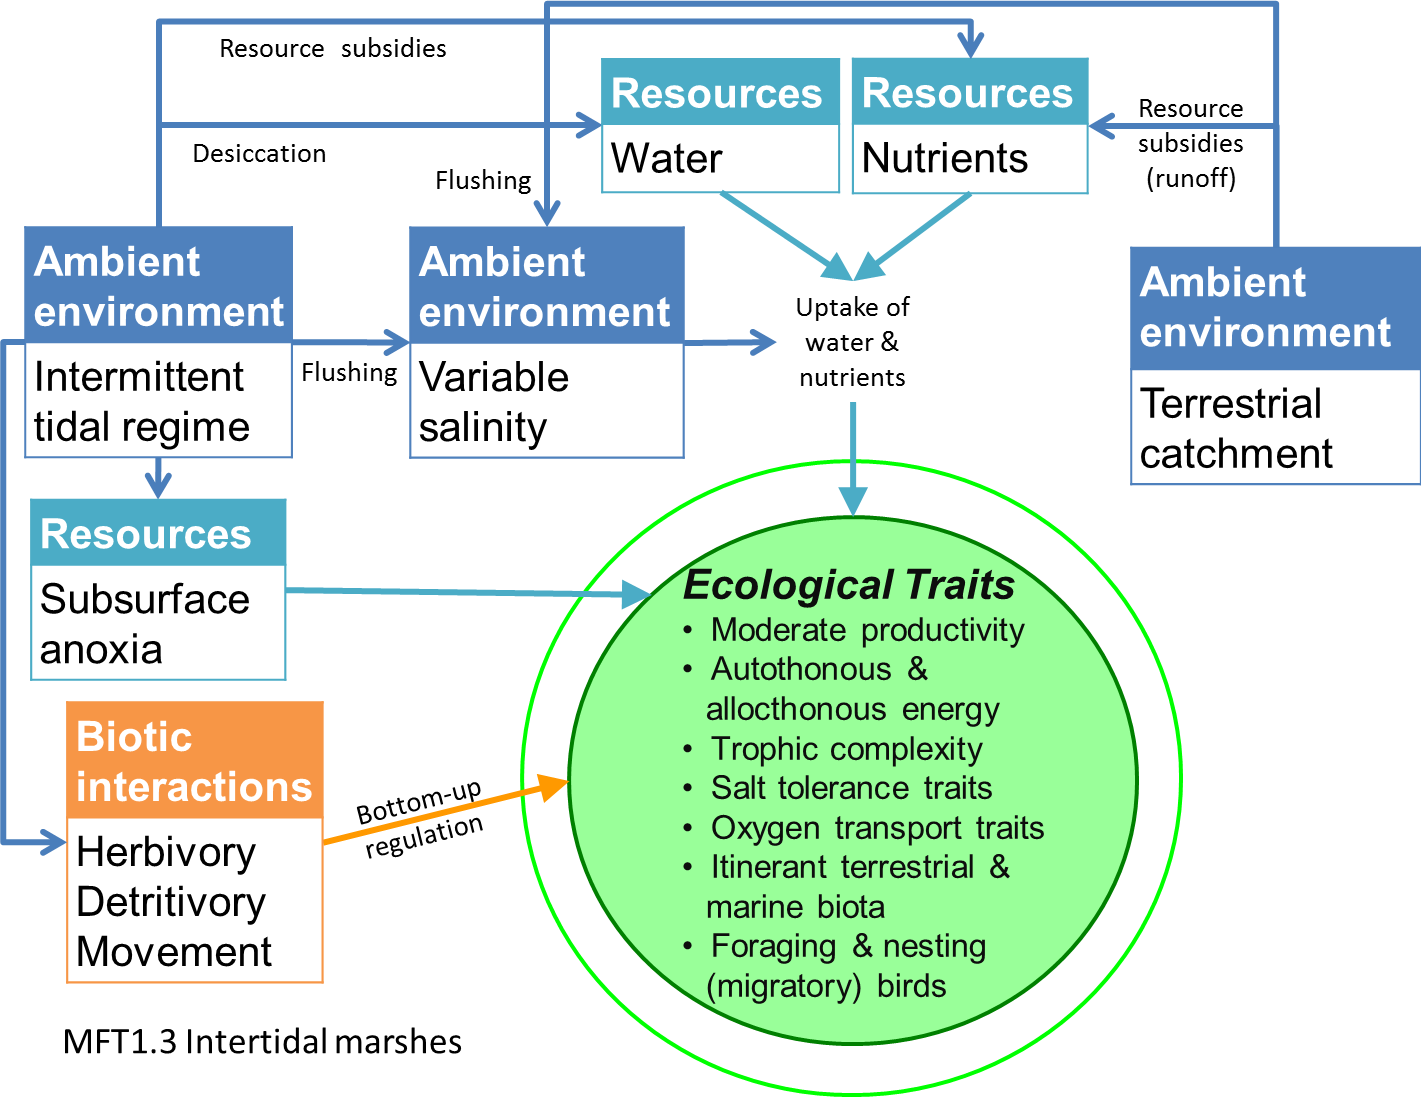 Resource subsidies
Desiccation
Flushing
Resources
Water
Resources
Nutrients
Resource
subsidies
(runoff)
Ambient
environment
Intermittent
tidal regime
Flushing
Ambient
environment
Variable
salinity
Uptake of
water &
nutrients
Ambient
environment
Terrestrial
catchment
Resources
Subsurface
anoxia
Biotic
interactions
Herbivory
Detritivory
Movement
Bottom-up
regulation
Ecological Traits
• Moderate productivity
• Autothonous &
allocthonous energy
• Trophic complexity
• Salt tolerance traits
• Oxygen transport traits
• Itinerant terrestrial &
marine biota
• Foraging & nesting
(migratory) birds
MFT1.3 Intertidal marshes